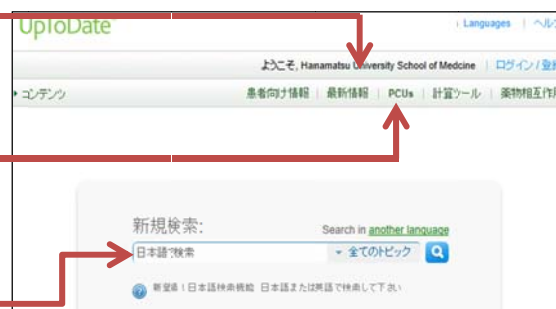 UpToDate
Languages | ヘル
ようこそ, Hanamatsu University School of Medcine | ログイン / 登録
コンテンツ 患者向け情報 | 最新情報 | PCUs | 計算ツール | 薬物相互作用
新規検索: Search in another language
日本語で検索 全てのトピック
新登場!日本語検索機能 日本語または英語で検索して下さい